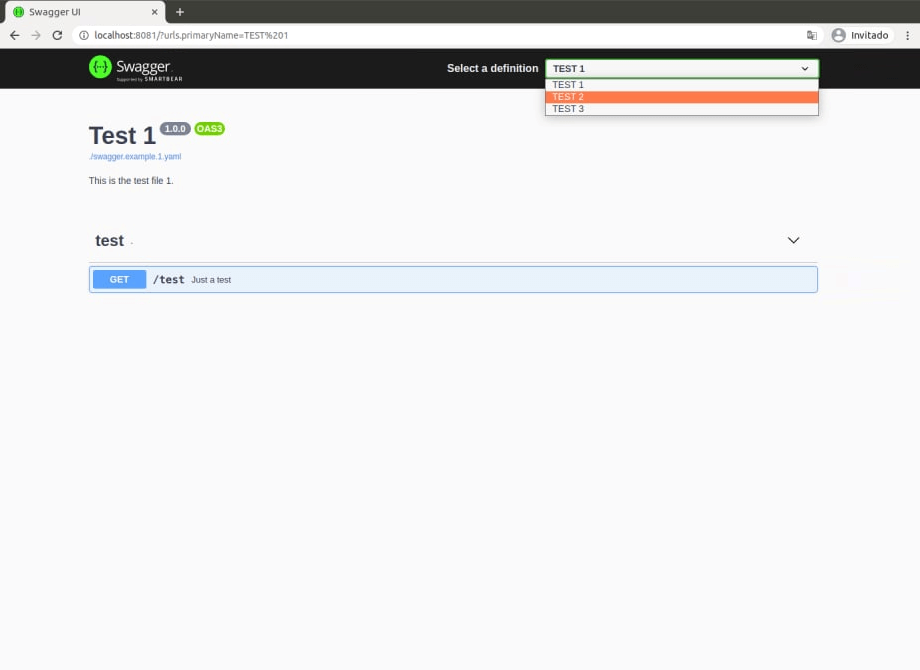 Swagger UI
localhost:8081/?urls.primaryName=TEST%201
Invitado
Swagger
Supported by SMARTBEAR
Select a definition
TEST 1
TEST 1
TEST 2
TEST 3
Test 1 1.0.0 OAS3
./swagger.example.1.yaml
This is the test file 1.
test .
GET /test Just a test